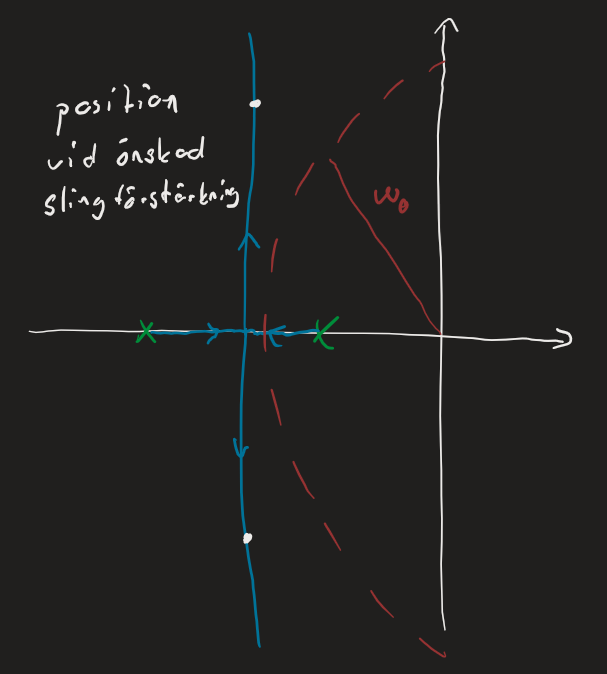 position
vid önskad
slingförstärkning
ω₀